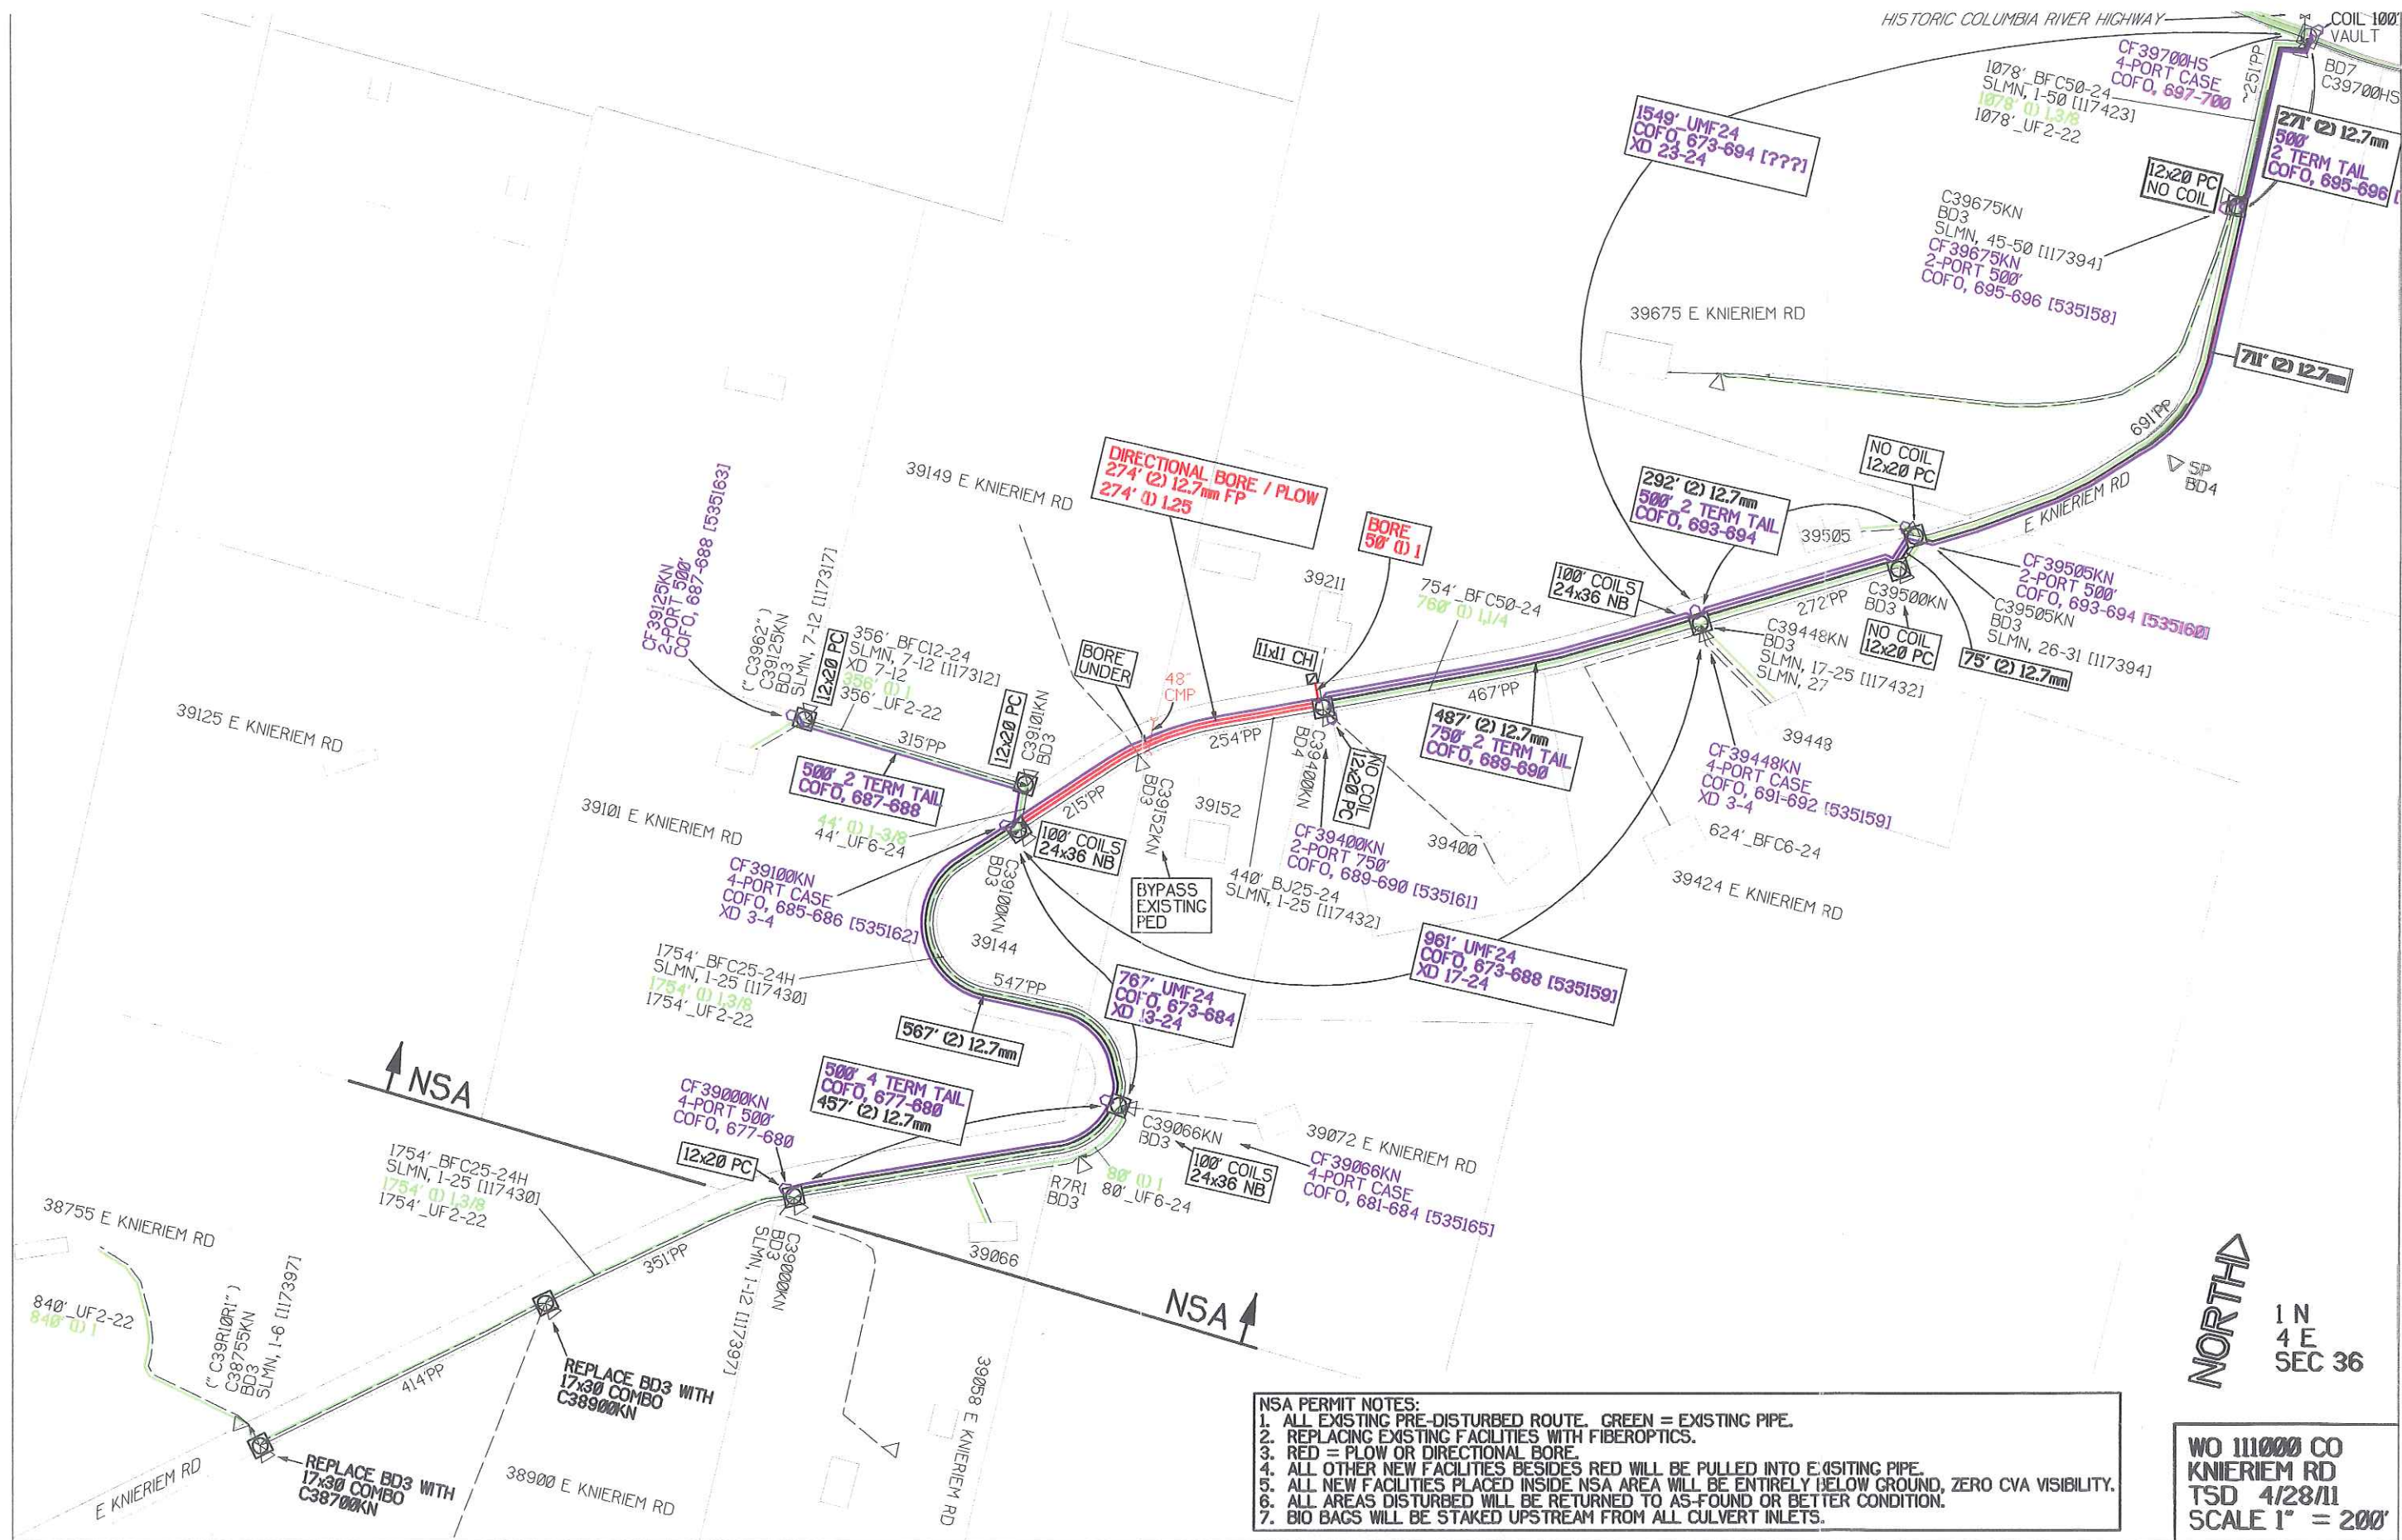 HISTORIC COLUMBIA RIVER HIGHWAY
COIL 100'
VAULT
BD7
C39700HS
CF39700HS
4-PORT CASE
COFO, 697-700
~251'PP
1078'_BFC50-24
SLMN, 1-50 [117423]
1078' (1) 1,3/8
1078'_UF2-22
271' (2) 12.7mm
500'
2 TERM TAIL
COFO, 695-696 [
1549'_UMF24
COFO, 673-694 [???]
XD 23-24
12x20 PC
NO COIL
C39675KN
BD3
SLMN, 45-50 [117394]
CF39675KN
2-PORT 500'
COFO, 695-696 [535158]
39675 E KNIERIEM RD
711' (2) 12.7mm
691'PP
SP
BD4
E KNIERIEM RD
NO COIL
12x20 PC
292' (2) 12.7mm
500'_2 TERM TAIL
COFO, 693-694
39505
CF39505KN
2-PORT 500'
COFO, 693-694 [535160]
C39505KN
BD3
SLMN, 26-31 [117394]
C39500KN
BD3
NO COIL
12x20 PC
75' (2) 12.7mm
272'PP
100' COILS
24x36 NB
C39448KN
BD3
SLMN, 17-25 [117432]
SLMN, 27
39448
CF39448KN
4-PORT CASE
COFO, 691-692 [535159]
XD 3-4
624'_BFC6-24
39424 E KNIERIEM RD
DIRECTIONAL BORE / PLOW
274' (2) 12.7mm FP
274' (1) 1.25
BORE
50' (1) 1
39211
754'_BFC50-24
760' (1) 1,1/4
11x11 CH
467'PP
487' (2) 12.7mm
750'_2 TERM TAIL
COFO, 689-690
39149 E KNIERIEM RD
BORE
UNDER
48"
CMP
254'PP
C39400KN
BD4
NO COIL
12x20 PC
CF39400KN
2-PORT 750'
COFO, 689-690 [535161]
39400
440'_BJ25-24
SLMN, 1-25 [117432]
39152
C39152KN
BD3
BYPASS
EXISTING
PED
215'PP
CF39125KN
2-PORT 500'
COFO, 687-688 [535163]
(" C3962" )
C39125KN
BD3
SLMN, 7-12 [117317]
12x20 PC
356'_BFC12-24
SLMN, 7-12 [117312]
XD 7-12
356' (1) 1
356'_UF2-22
12x20 PC
C39101KN
BD3
315'PP
39125 E KNIERIEM RD
500'_2 TERM TAIL
COFO, 687-688
44' (1) 1-3/8
44'_UF6-24
39101 E KNIERIEM RD
100' COILS
24x36 NB
C39100KN
BD3
CF39100KN
4-PORT CASE
COFO, 685-686 [535162]
XD 3-4
39144
1754'_BFC25-24H
SLMN, 1-25 [117430]
1754' (1) 1,3/8
1754'_UF2-22
547'PP
567' (2) 12.7mm
767'_UMF24
COFO, 673-684
XD 13-24
961'_UMF24
COFO, 673-688 [535159]
XD 17-24
NSA
CF39000KN
4-PORT 500'
COFO, 677-680
500'_4 TERM TAIL
COFO, 677-680
457' (2) 12.7mm
12x20 PC
C39066KN
BD3
100' COILS
24x36 NB
39072 E KNIERIEM RD
CF39066KN
4-PORT CASE
COFO, 681-684 [535165]
R7R1
BD3
80' (1) 1
80'_UF6-24
39066
1754'_BFC25-24H
SLMN, 1-25 [117430]
1754' (1) 1,3/8
1754'_UF2-22
38755 E KNIERIEM RD
840'_UF2-22
840' (1) 1
(" C39R10R1" )
C38755KN
BD3
SLMN, 1-6 [117397]
351'PP
414'PP
C39000KN
BD3
SLMN, 1-12 [117397]
REPLACE BD3 WITH
17x30 COMBO
C38900KN
REPLACE BD3 WITH
17x30 COMBO
C38700KN
E KNIERIEM RD
38900 E KNIERIEM RD
39058 E KNIERIEM RD
NSA
NORTH
1 N
4 E
SEC 36
NSA PERMIT NOTES:
1. ALL EXISTING PRE-DISTURBED ROUTE. GREEN = EXISTING PIPE.
2. REPLACING EXISTING FACILITIES WITH FIBEROPTICS.
3. RED = PLOW OR DIRECTIONAL BORE.
4. ALL OTHER NEW FACILITIES BESIDES RED WILL BE PULLED INTO EXISITING PIPE.
5. ALL NEW FACILITIES PLACED INSIDE NSA AREA WILL BE ENTIRELY BELOW GROUND, ZERO CVA VISIBILITY.
6. ALL AREAS DISTURBED WILL BE RETURNED TO AS-FOUND OR BETTER CONDITION.
7. BIO BAGS WILL BE STAKED UPSTREAM FROM ALL CULVERT INLETS.
WO 111000 CO
KNIERIEM RD
TSD 4/28/11
SCALE 1" = 200'